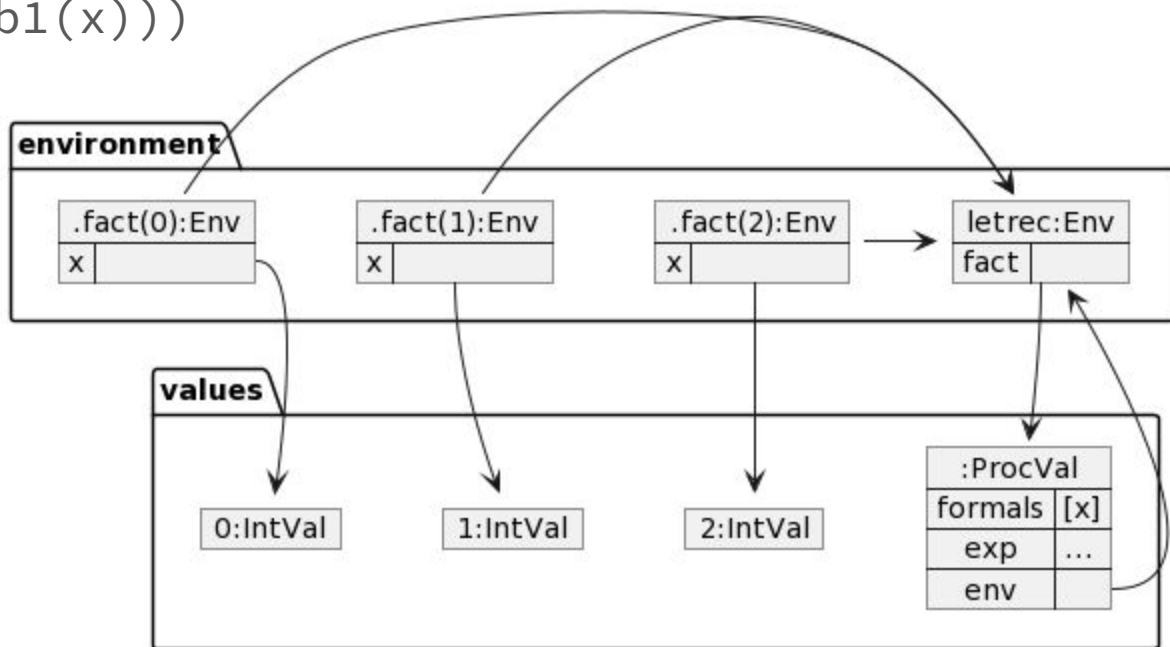 b1(x)))
environment
.fact(0):Env
x
.fact(1):Env
x
.fact(2):Env
x
letrec:Env
fact
values
0:IntVal
1:IntVal
2:IntVal
:ProcVal
formals [x]
exp ...
env